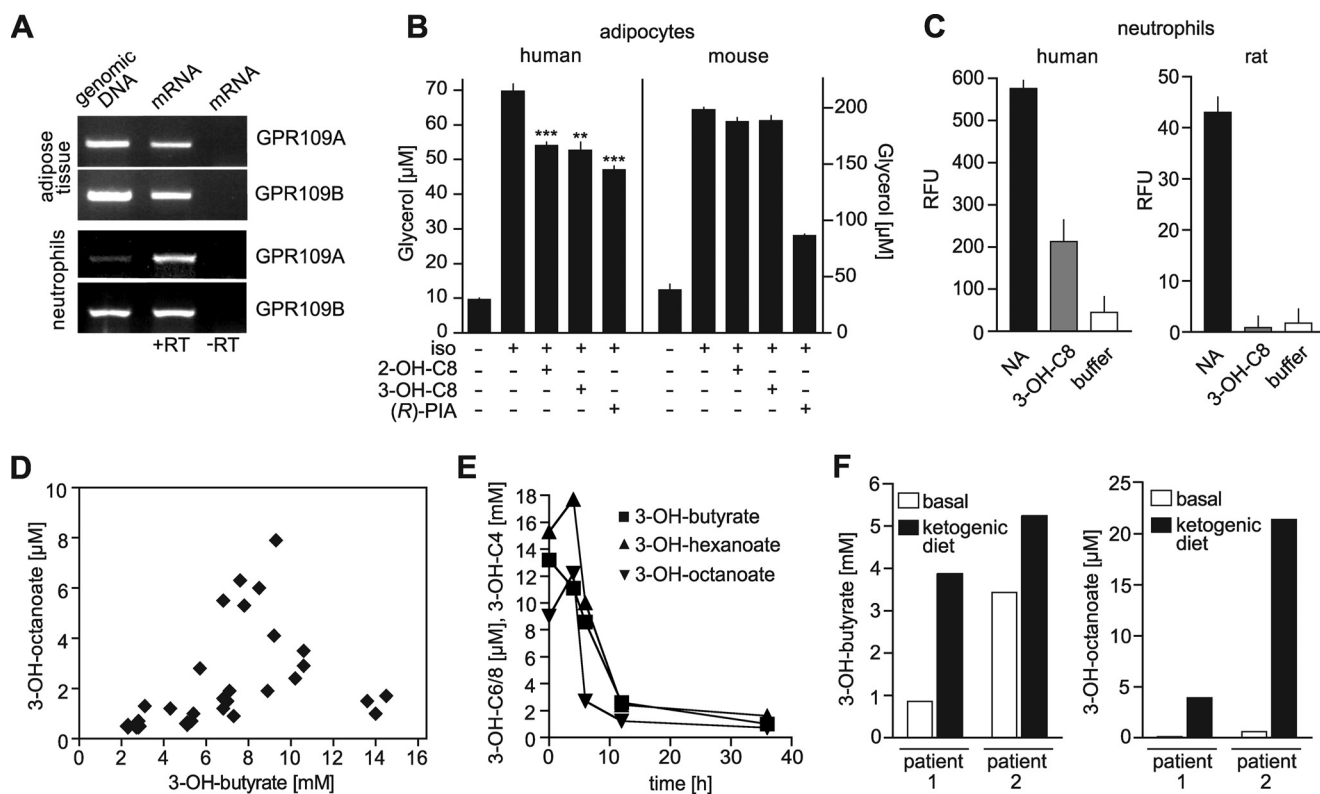 A
genomic DNA
mRNA
mRNA
adipose tissue
GPR109A
GPR109B
neutrophils
GPR109A
GPR109B
+RT -RT
B
adipocytes
human mouse
Glycerol [µM]
70
60
50
40
30
20
10
0
*** ** ***
200
150
100
50
0
Glycerol [µM]
iso - + + + + - + + + +
2-OH-C8 - - + - - - - + - -
3-OH-C8 - - - + - - - - + -
(R)-PIA - - - - + - - - - +
C
neutrophils
human
RFU
600
500
400
300
200
100
0
NA
3-OH-C8
buffer
rat
RFU
50
40
30
20
10
0
NA
3-OH-C8
buffer
D
3-OH-octanoate [µM]
10
8
6
4
2
0
0 2 4 6 8 10 12 14 16
3-OH-butyrate [mM]
E
3-OH-C6/8 [µM], 3-OH-C4 [mM]
18
16
14
12
10
8
6
4
2
0
3-OH-butyrate
3-OH-hexanoate
3-OH-octanoate
0 10 20 30 40
time [h]
F
3-OH-butyrate [mM]
6
5
4
3
2
1
0
basal
ketogenic
diet
patient patient
1 2
3-OH-octanoate [µM]
25
20
15
10
5
0
basal
ketogenic
diet
patient patient
1 2